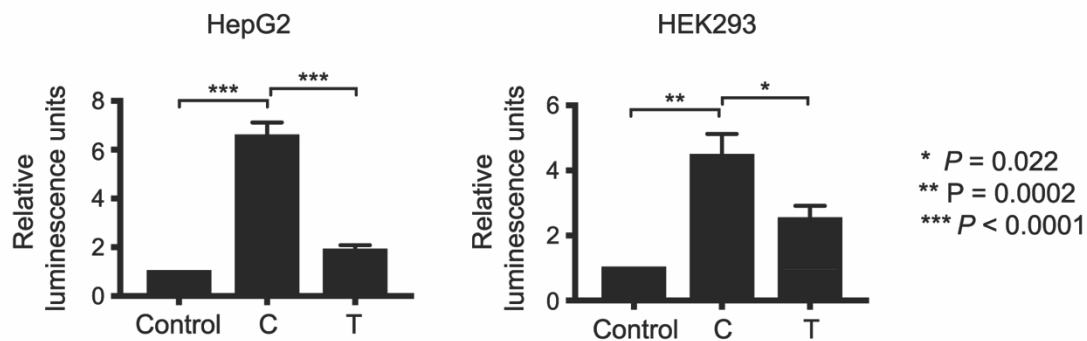 HepG2
Relative
luminescence units
8
6
4
2
0
***
***
Control C T
HEK293
Relative
luminescence units
6
4
2
0
**
*
Control C T
* P = 0.022
** P = 0.0002
*** P < 0.0001